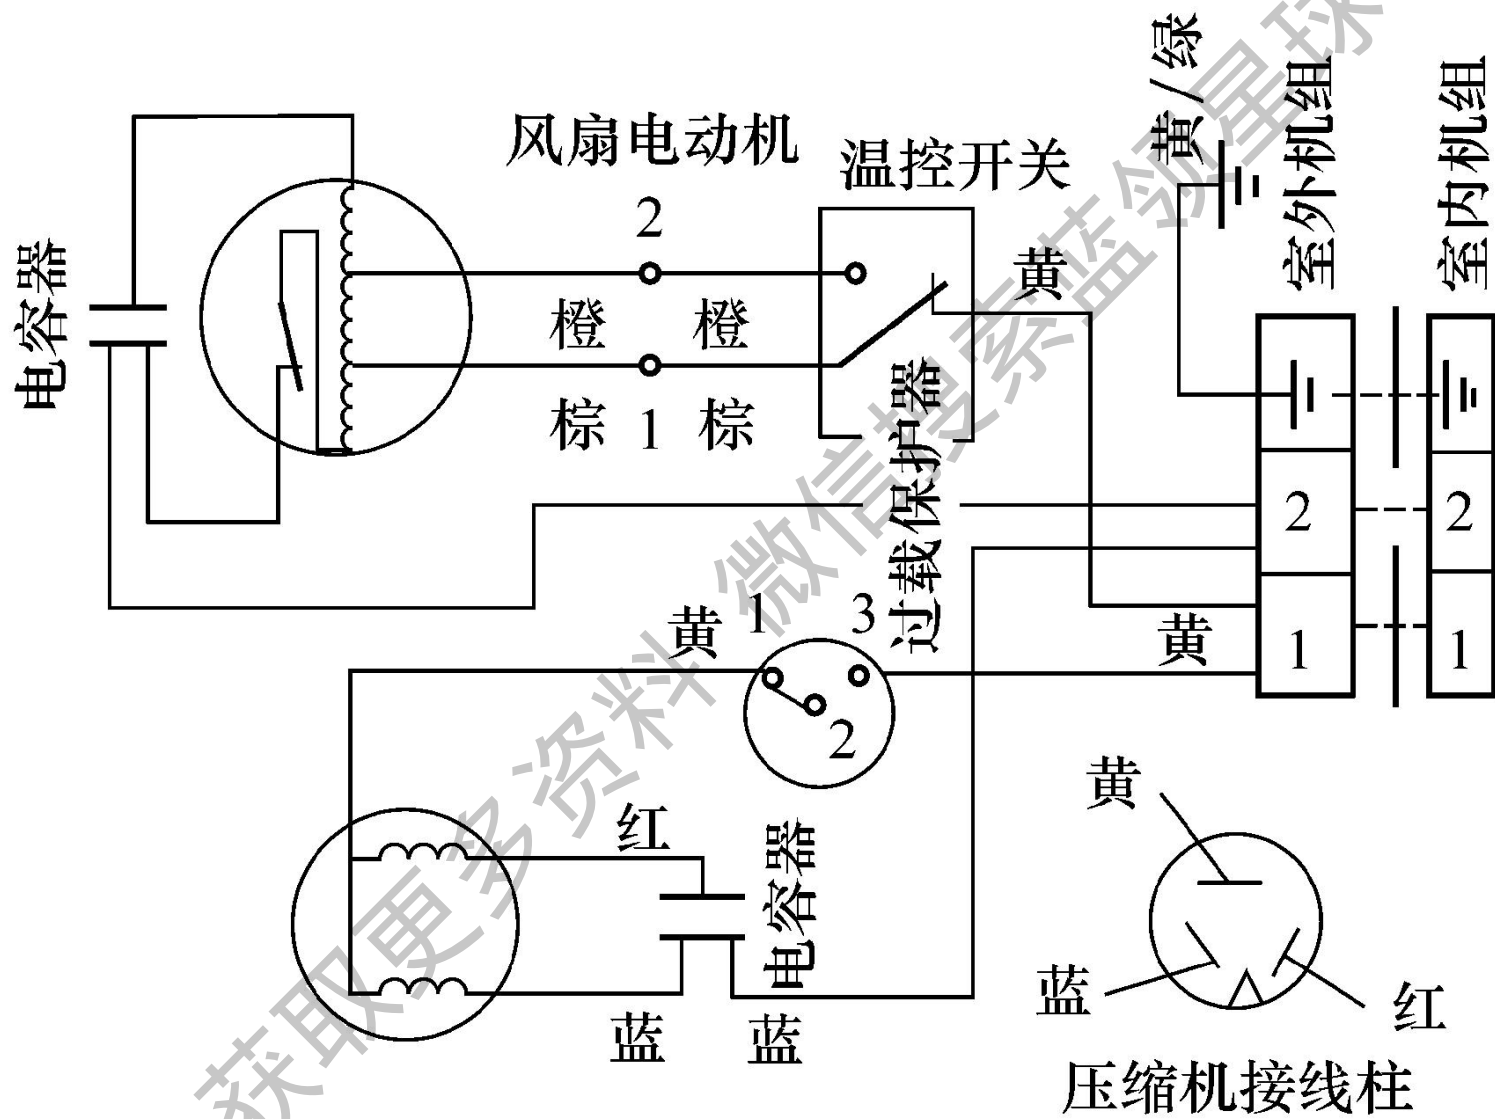 黄/绿
风扇电动机
温控开关
室外机组
室内机组
2
黄
电容器
橙
橙
棕
1
棕
过载保护器
2
2
黄
1
3
黄
1
1
2
黄
红
电容器
蓝
红
蓝
蓝
压缩机接线柱
获取更多资料 微信搜索蓝领星球